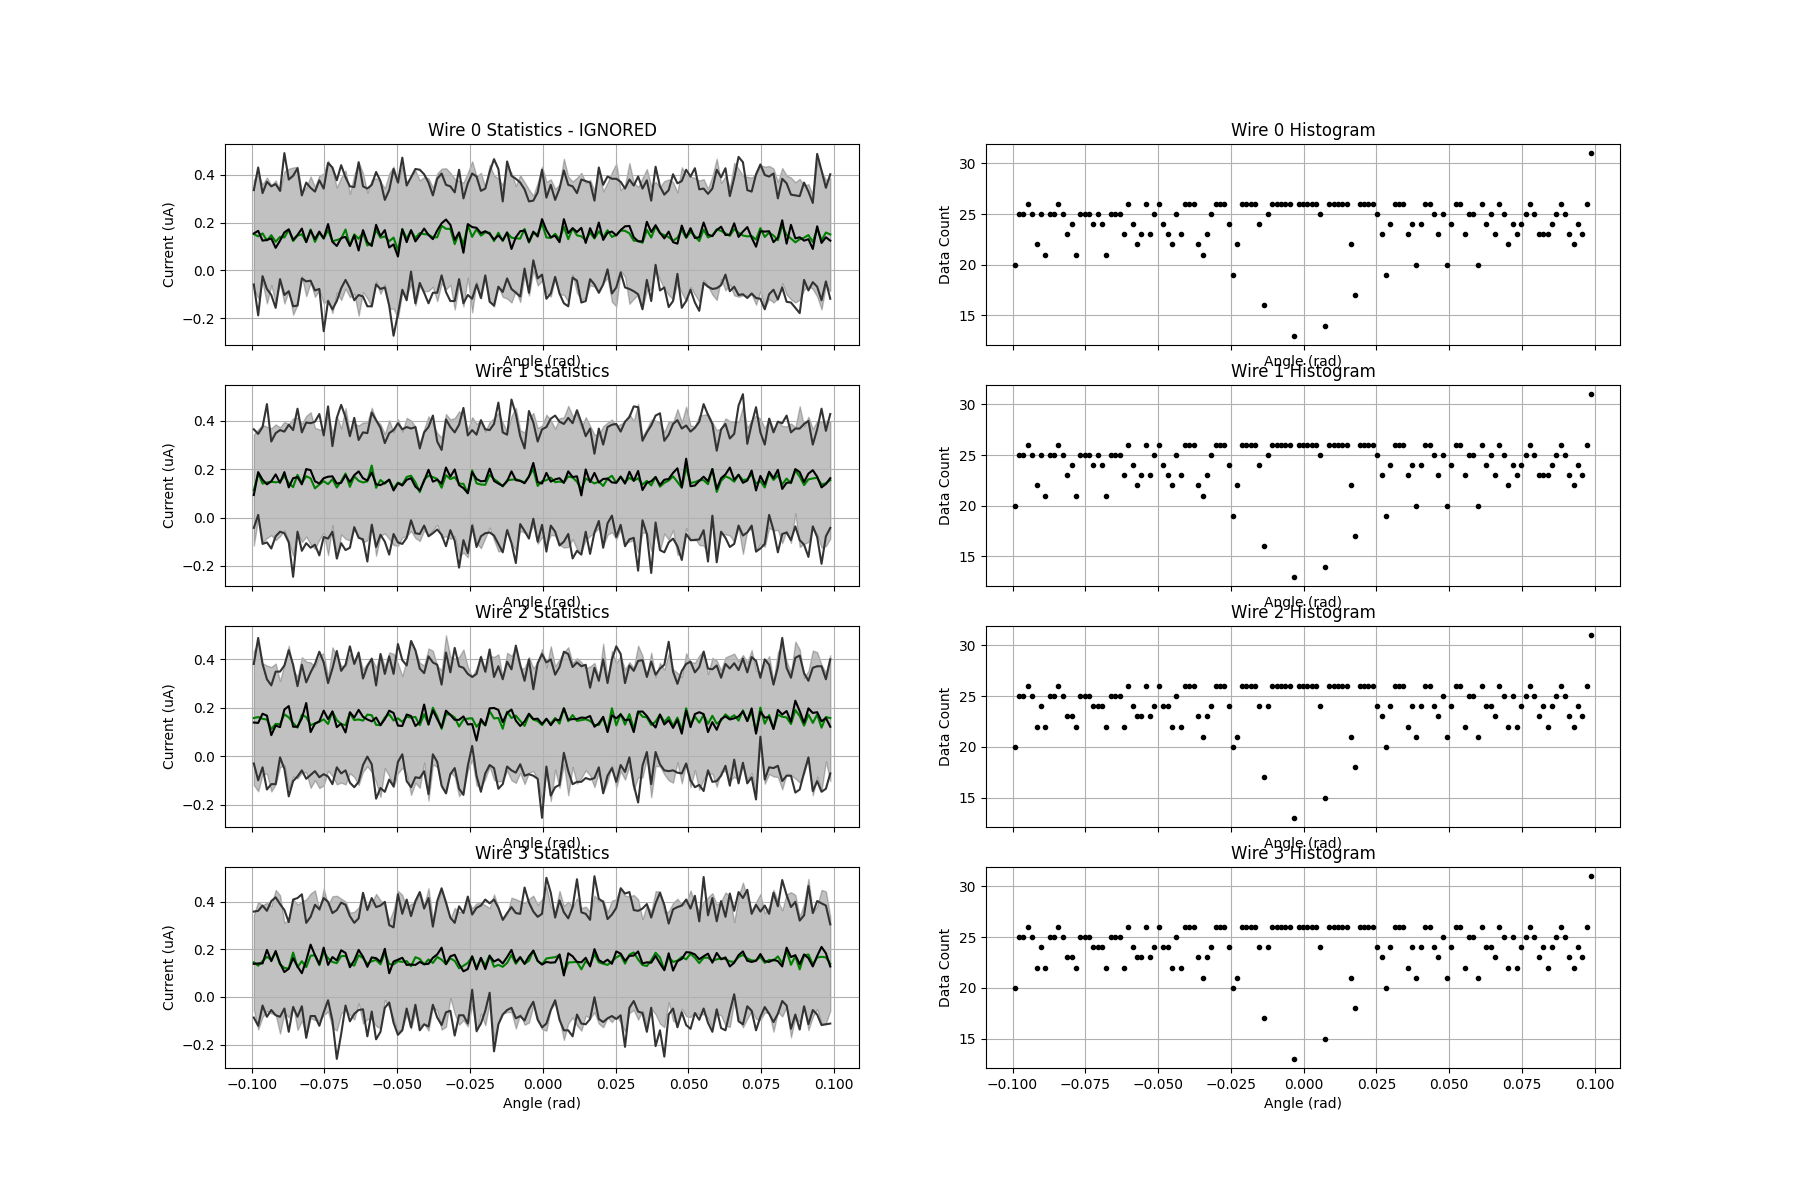 Wire 0 Statistics - IGNORED
Wire 0 Histogram
Current (uA)
0.4
0.2
0.0
−0.2
Angle (rad)
Data Count
30
25
20
15
Angle (rad)
Wire 1 Statistics
Wire 1 Histogram
Current (uA)
0.4
0.2
0.0
−0.2
Angle (rad)
Data Count
30
25
20
15
Angle (rad)
Wire 2 Statistics
Wire 2 Histogram
Current (uA)
0.4
0.2
0.0
−0.2
Angle (rad)
Data Count
30
25
20
15
Angle (rad)
Wire 3 Statistics
Wire 3 Histogram
Current (uA)
0.4
0.2
0.0
−0.2
−0.100 −0.075 −0.050 −0.025 0.000 0.025 0.050 0.075 0.100
Angle (rad)
Data Count
30
25
20
15
−0.100 −0.075 −0.050 −0.025 0.000 0.025 0.050 0.075 0.100
Angle (rad)